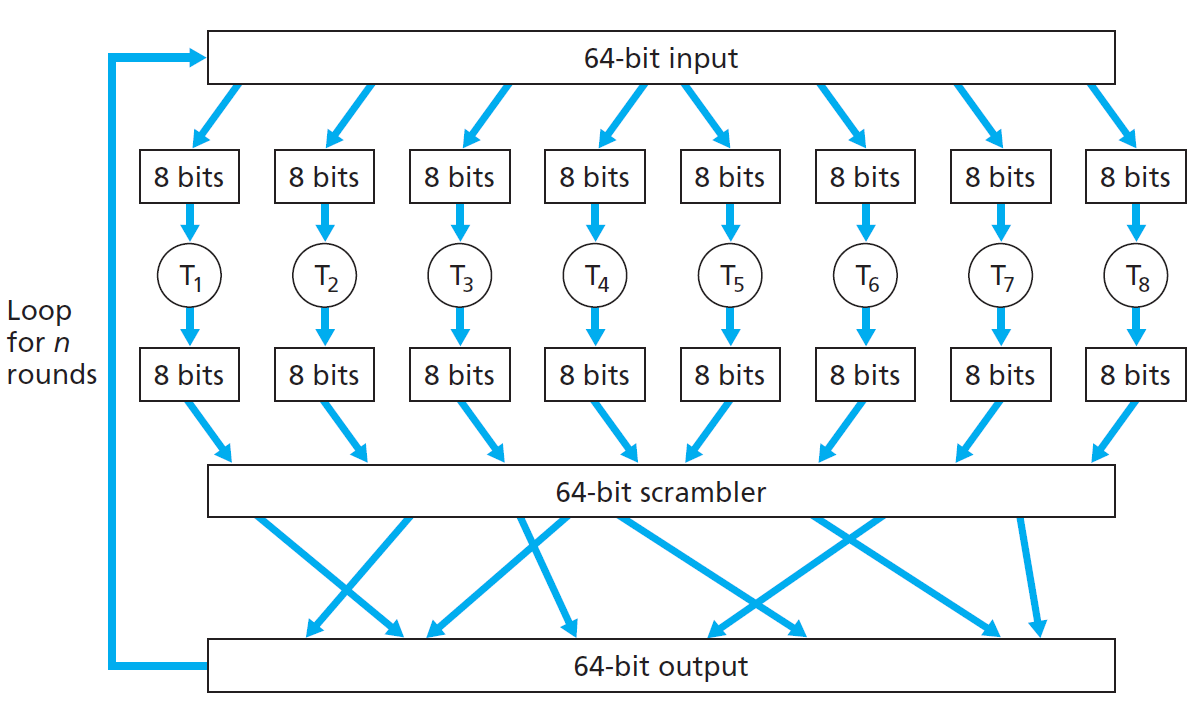 64-bit input
8 bits 8 bits 8 bits 8 bits 8 bits 8 bits 8 bits 8 bits
T1 T2 T3 T4 T5 T6 T7 T8
Loop
for n
rounds
8 bits 8 bits 8 bits 8 bits 8 bits 8 bits 8 bits 8 bits
64-bit scrambler
64-bit output